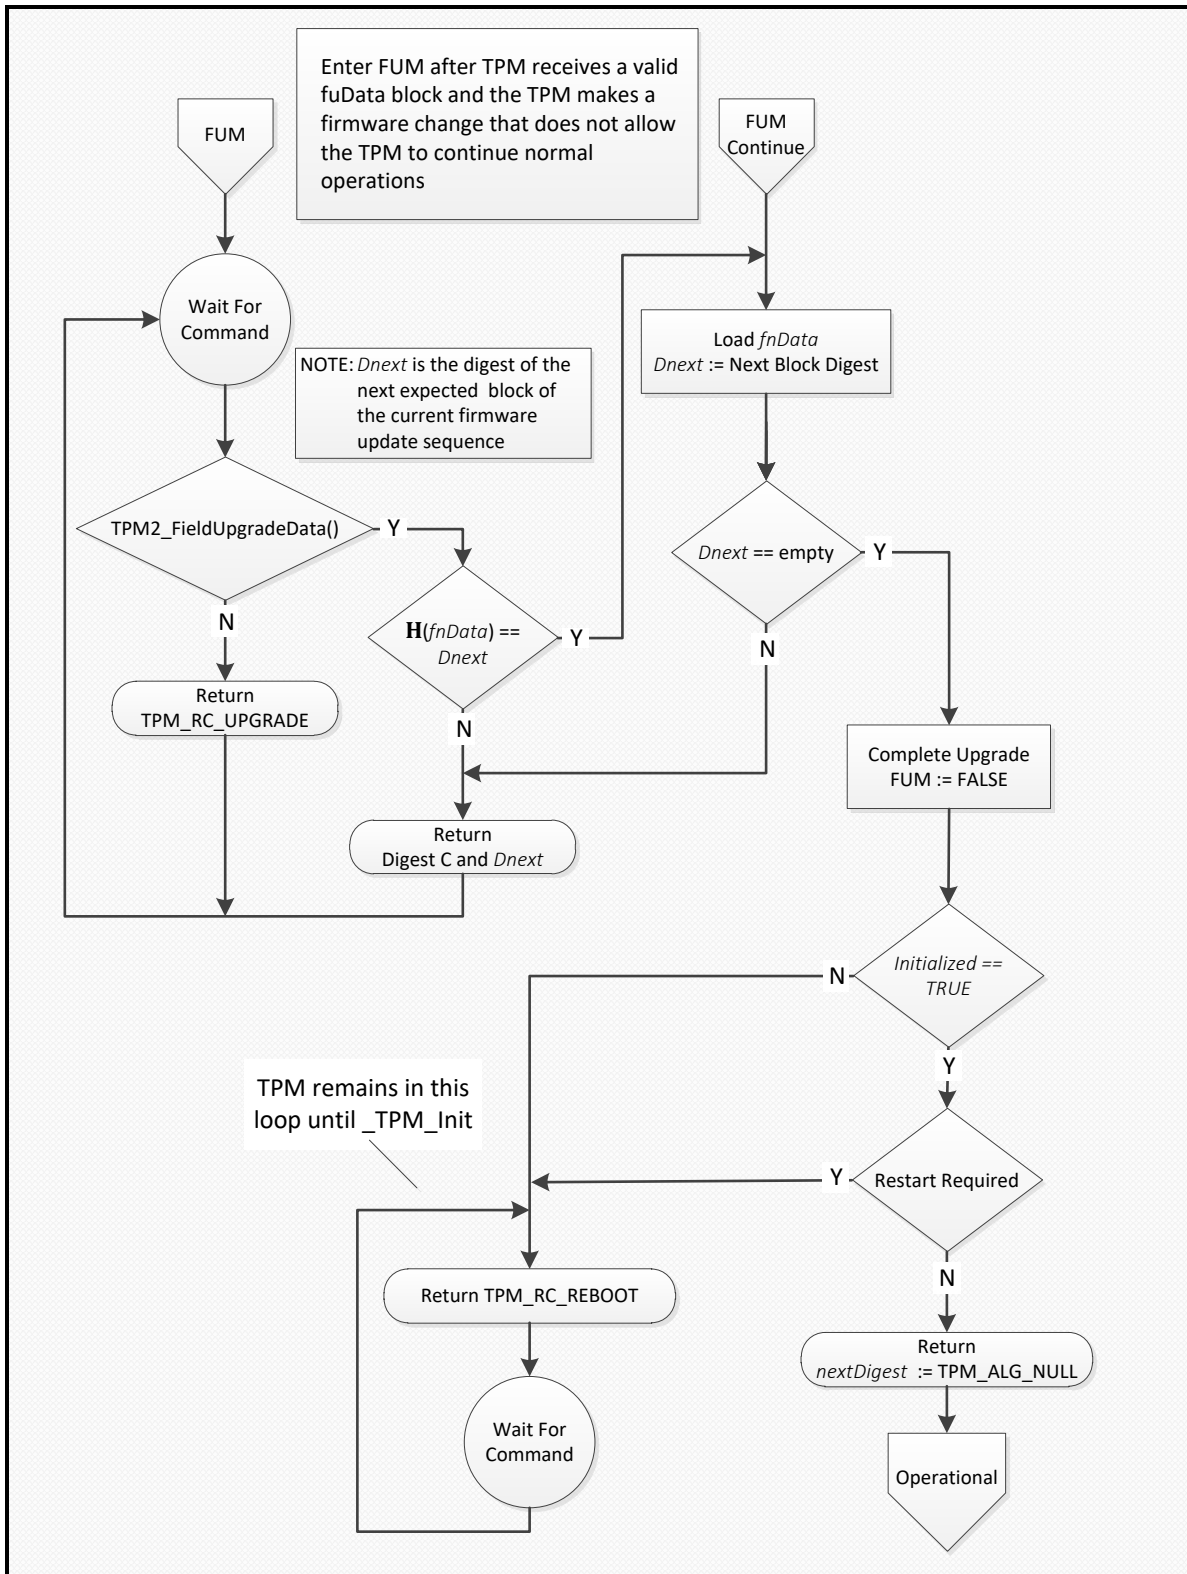 Enter FUM after TPM receives a valid
fuData block and the TPM makes a
firmware change that does not allow
the TPM to continue normal
operations
FUM
FUM
Continue
Wait For
Command
NOTE: Dnext is the digest of the
next expected block of
the current firmware
update sequence
Load fnData
Dnext := Next Block Digest
TPM2_FieldUpgradeData()
Y
Dnext == empty
Y
N
H(fnData) ==
Dnext
Y
N
N
Return
TPM_RC_UPGRADE
Complete Upgrade
FUM := FALSE
Return
Digest C and Dnext
Initialized ==
TRUE
N
Y
TPM remains in this
loop until _TPM_Init
Restart Required
Y
N
Return TPM_RC_REBOOT
Return
nextDigest := TPM_ALG_NULL
Wait For
Command
Operational